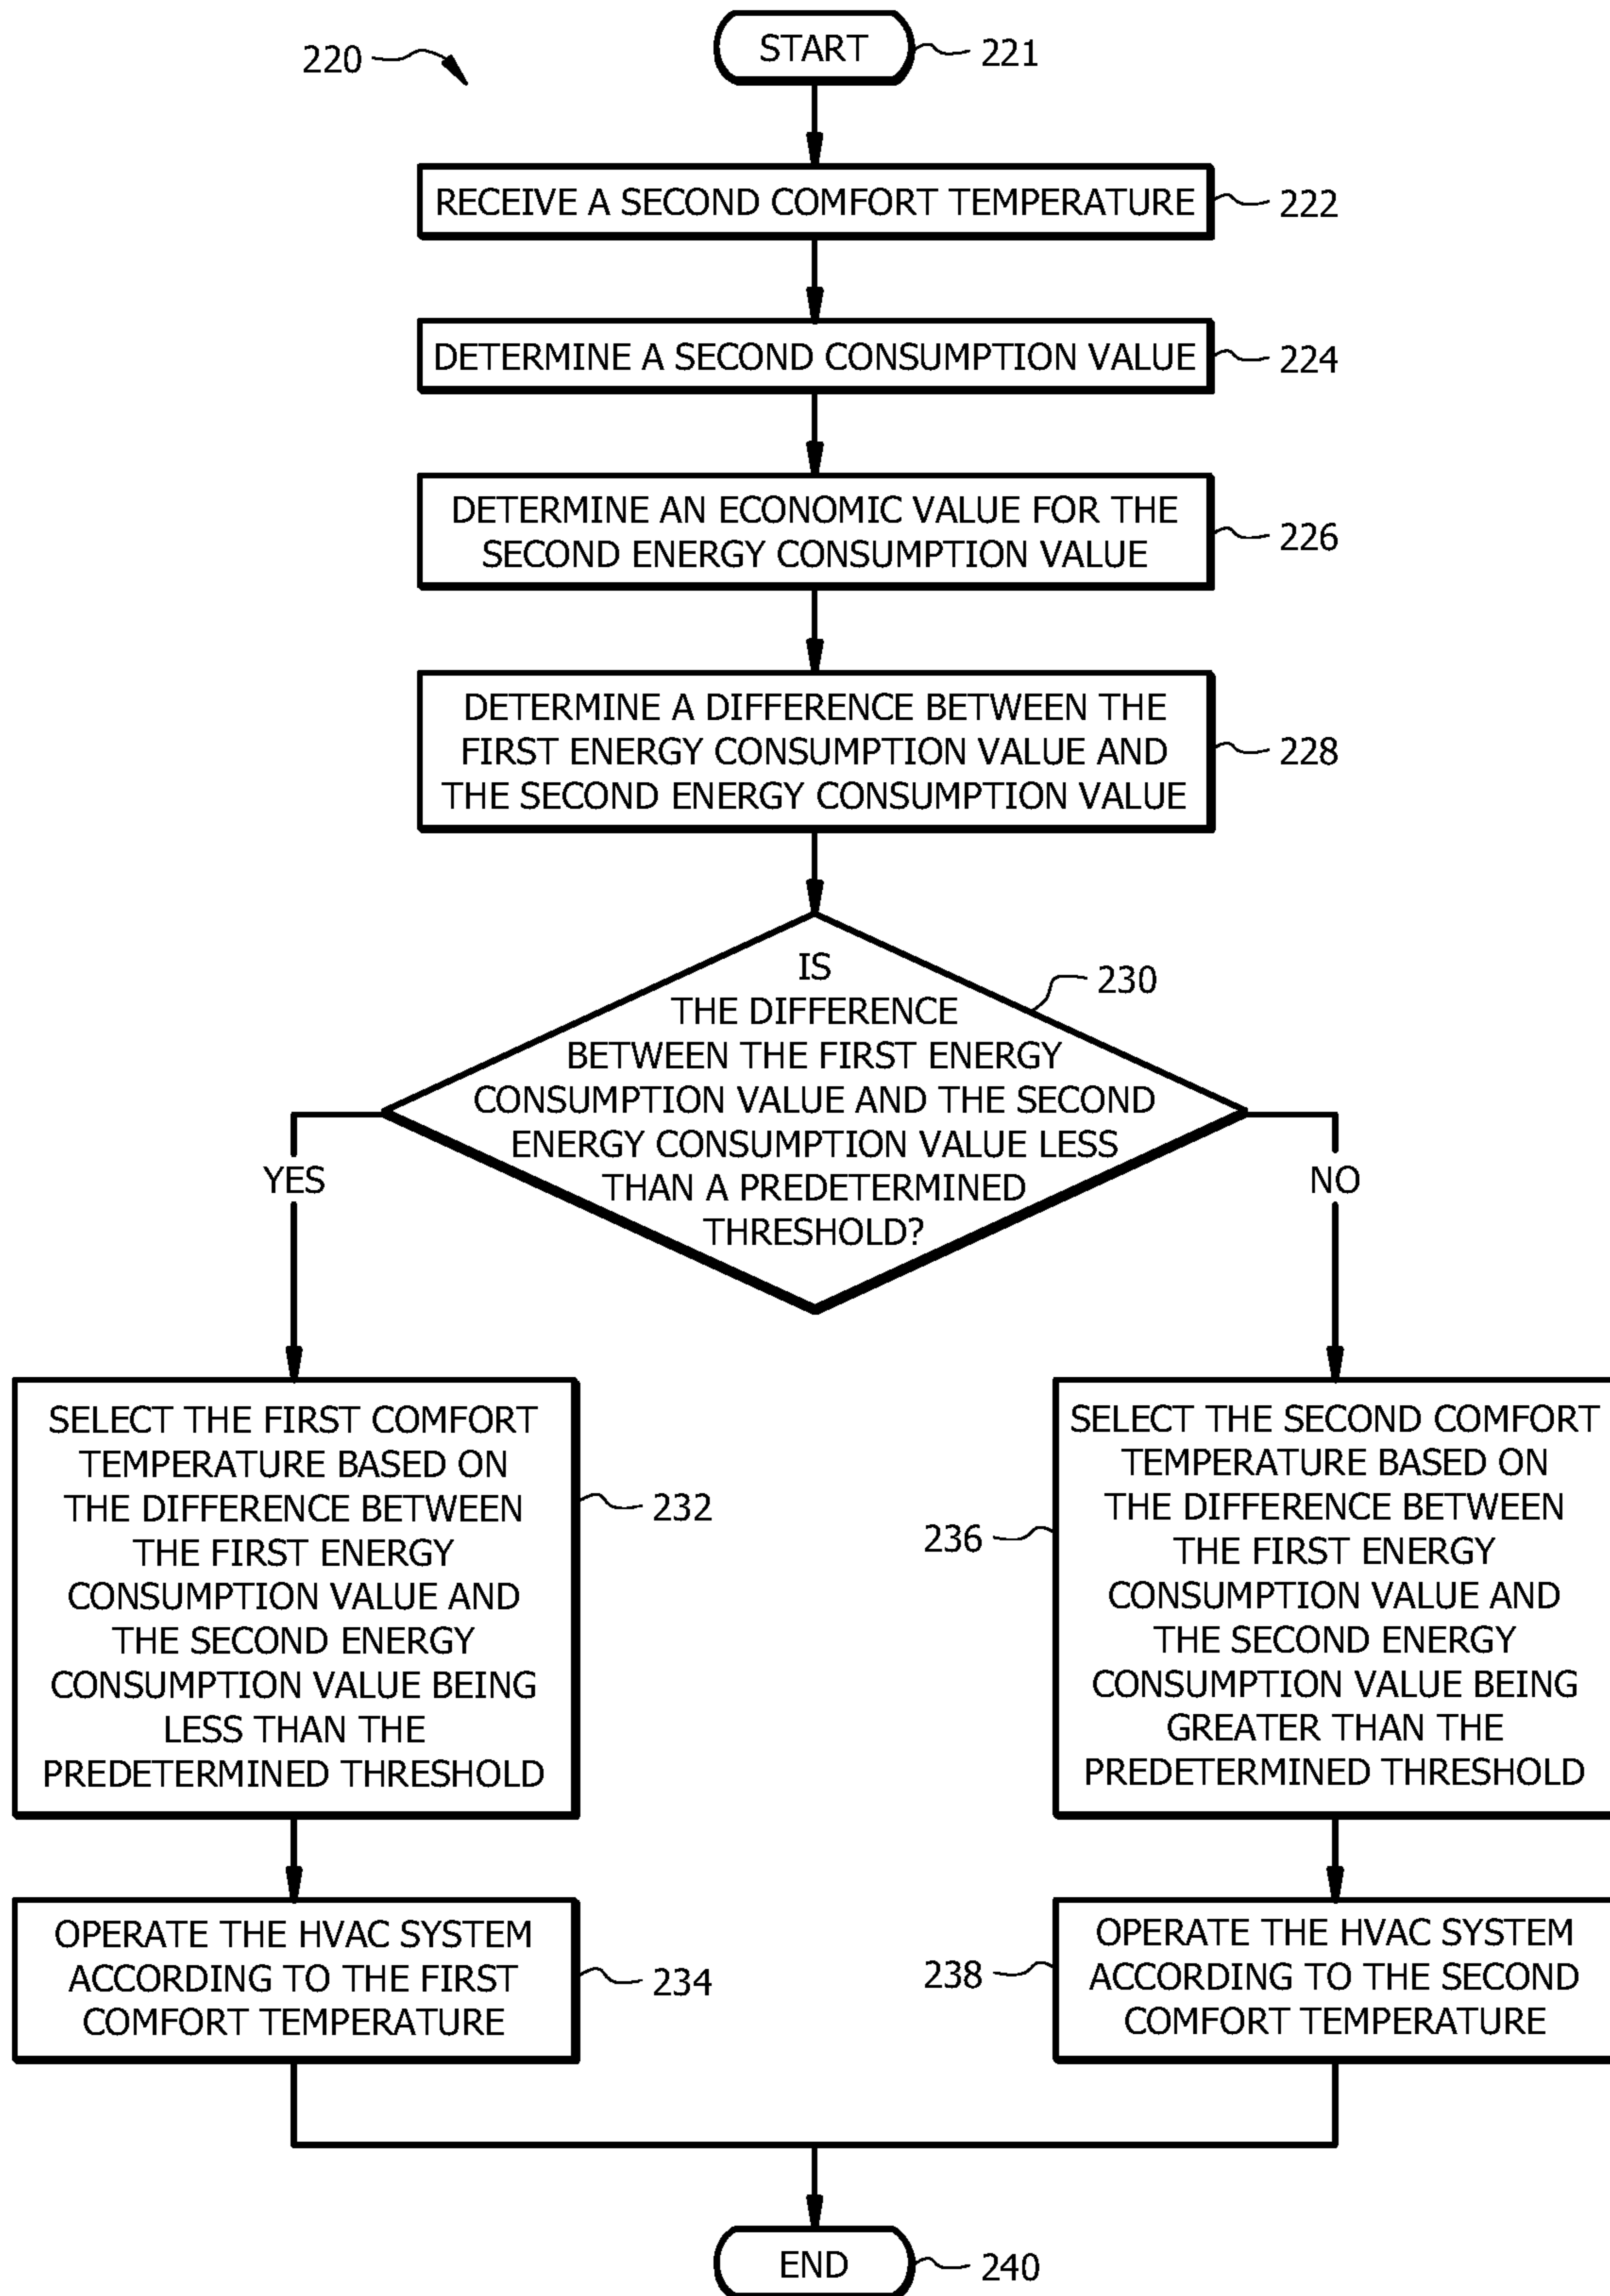 220
START
221
RECEIVE A SECOND COMFORT TEMPERATURE
222
DETERMINE A SECOND CONSUMPTION VALUE
224
DETERMINE AN ECONOMIC VALUE FOR THE
SECOND ENERGY CONSUMPTION VALUE
226
DETERMINE A DIFFERENCE BETWEEN THE
FIRST ENERGY CONSUMPTION VALUE AND
THE SECOND ENERGY CONSUMPTION VALUE
228
IS
THE DIFFERENCE
BETWEEN THE FIRST ENERGY
CONSUMPTION VALUE AND THE SECOND
ENERGY CONSUMPTION VALUE LESS
THAN A PREDETERMINED
THRESHOLD?
230
YES
NO
SELECT THE FIRST COMFORT
TEMPERATURE BASED ON
THE DIFFERENCE BETWEEN
THE FIRST ENERGY
CONSUMPTION VALUE AND
THE SECOND ENERGY
CONSUMPTION VALUE BEING
LESS THAN THE
PREDETERMINED THRESHOLD
232
SELECT THE SECOND COMFORT
TEMPERATURE BASED ON
THE DIFFERENCE BETWEEN
THE FIRST ENERGY
CONSUMPTION VALUE AND
THE SECOND ENERGY
CONSUMPTION VALUE BEING
GREATER THAN THE
PREDETERMINED THRESHOLD
236
OPERATE THE HVAC SYSTEM
ACCORDING TO THE FIRST
COMFORT TEMPERATURE
234
OPERATE THE HVAC SYSTEM
ACCORDING TO THE SECOND
COMFORT TEMPERATURE
238
END
240